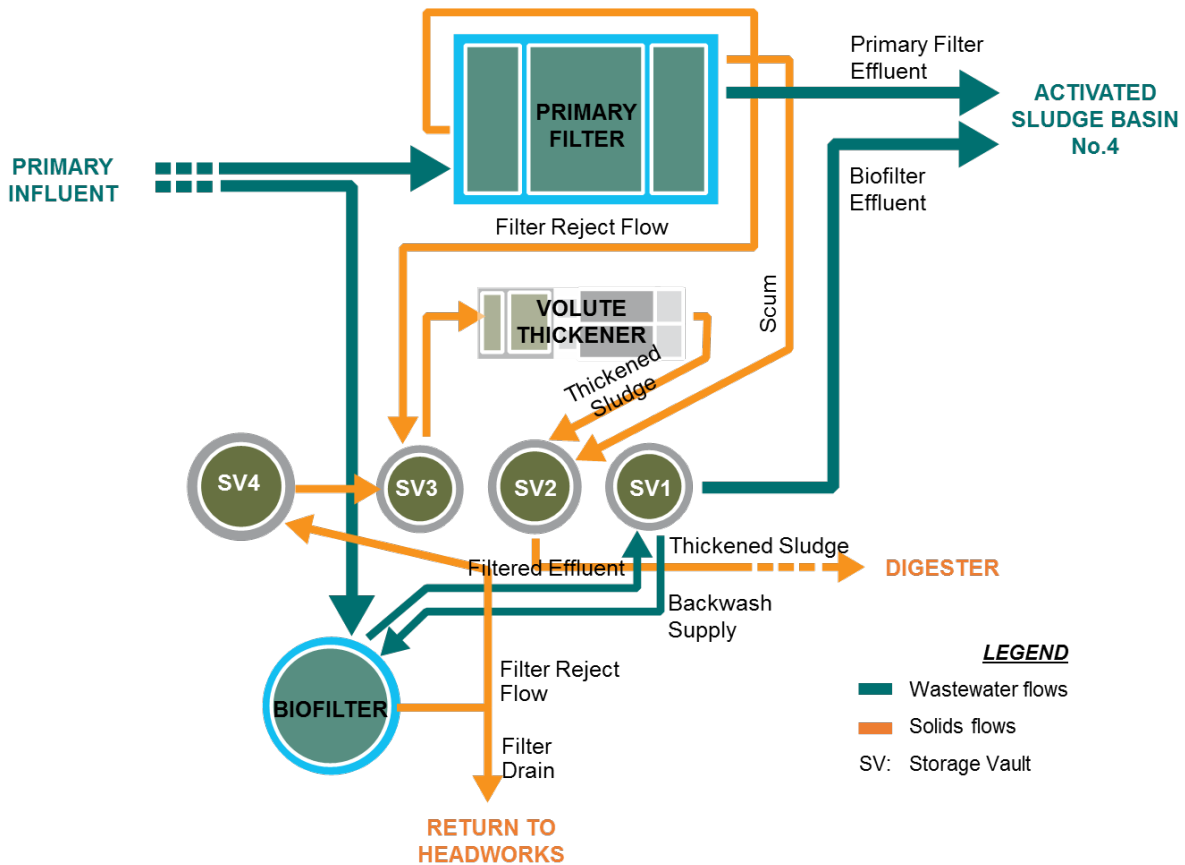 Primary Filter
Effluent
ACTIVATED
SLUDGE BASIN
No.4
PRIMARY
FILTER
PRIMARY
INFLUENT
Biofilter
Effluent
Filter Reject Flow
Scum
VOLUTE
THICKENER
Thickened
Sludge
SV4
SV3
SV2
SV1
Thickened Sludge
Filtered Effluent
DIGESTER
Backwash
Supply
Filter Reject
Flow
BIOFILTER
Filter
Drain
RETURN TO
HEADWORKS
LEGEND
Wastewater flows
Solids flows
SV: Storage Vault